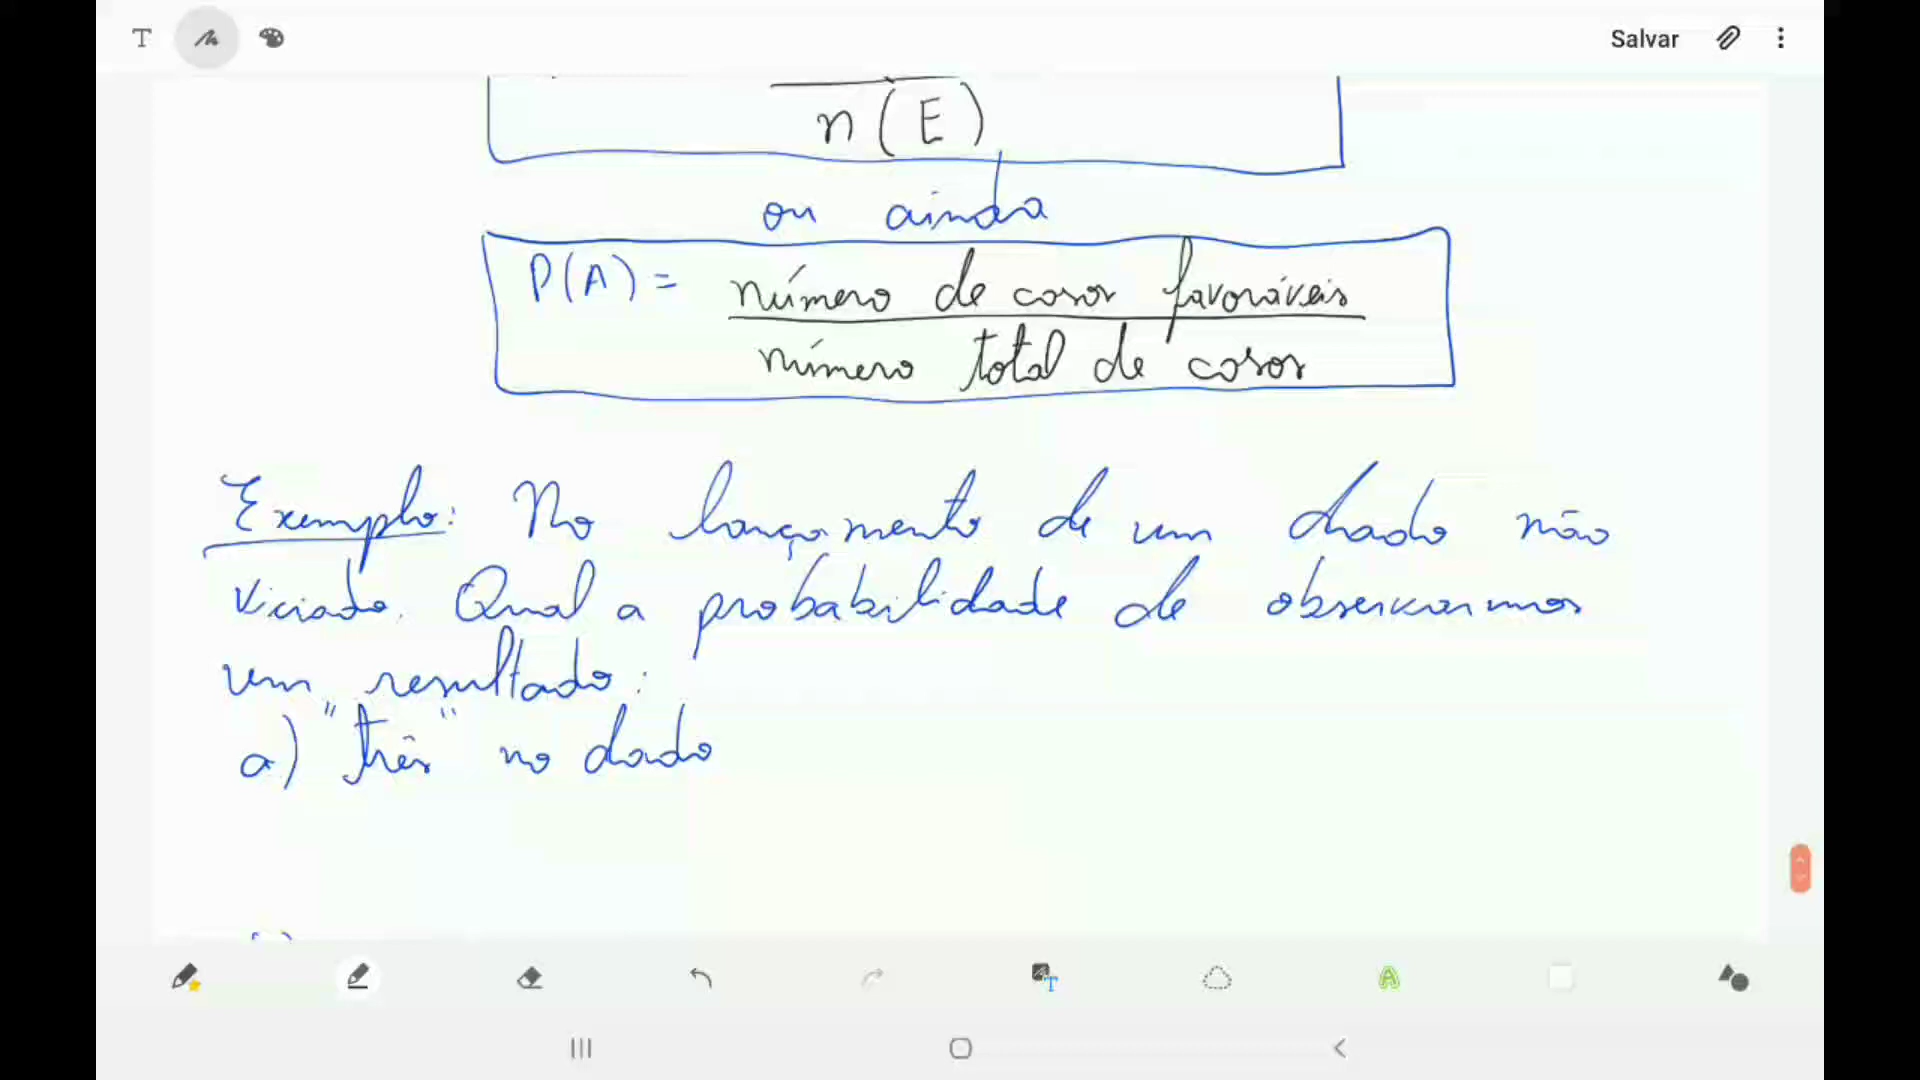 T
Salvar
n(E)
ou ainda
P(A) = número de casos favoráveis
número total de casos
Exemplo: No lançamento de um dado não
viciado. Qual a probabilidade de observarmos
um resultado:
a) "três" no dado